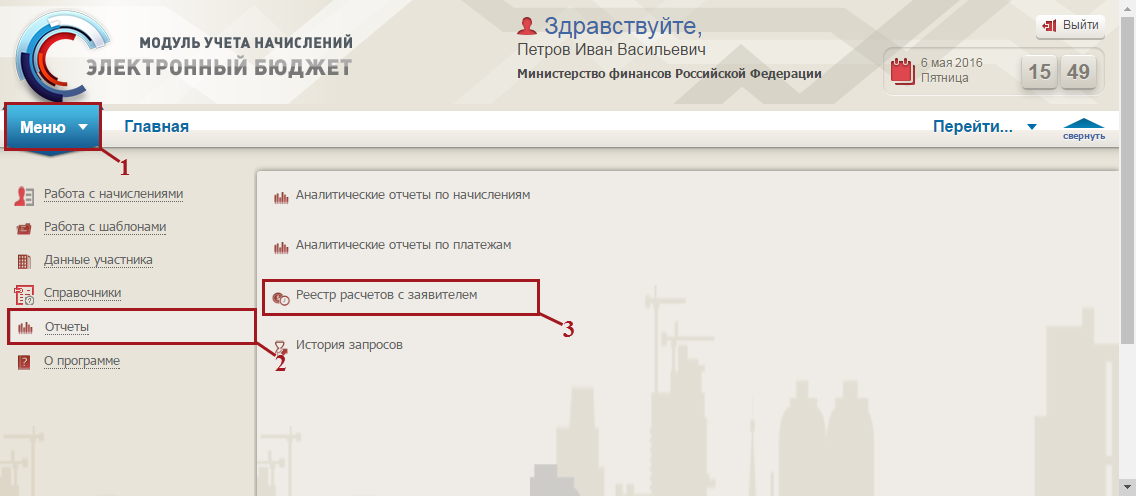 МОДУЛЬ УЧЕТА НАЧИСЛЕНИЙ
ЭЛЕКТРОННЫЙ БЮДЖЕТ
Здравствуйте,
Петров Иван Васильевич
Министерство финансов Российской Федерации
Выйти
6 мая 2016
Пятница
15 49
Меню
Главная
Перейти...
свернуть
1
Работа с начислениями
Работа с шаблонами
Данные участника
Справочники
Отчеты
2
О программе
Аналитические отчеты по начислениям
Аналитические отчеты по платежам
Реестр расчетов с заявителем
3
История запросов